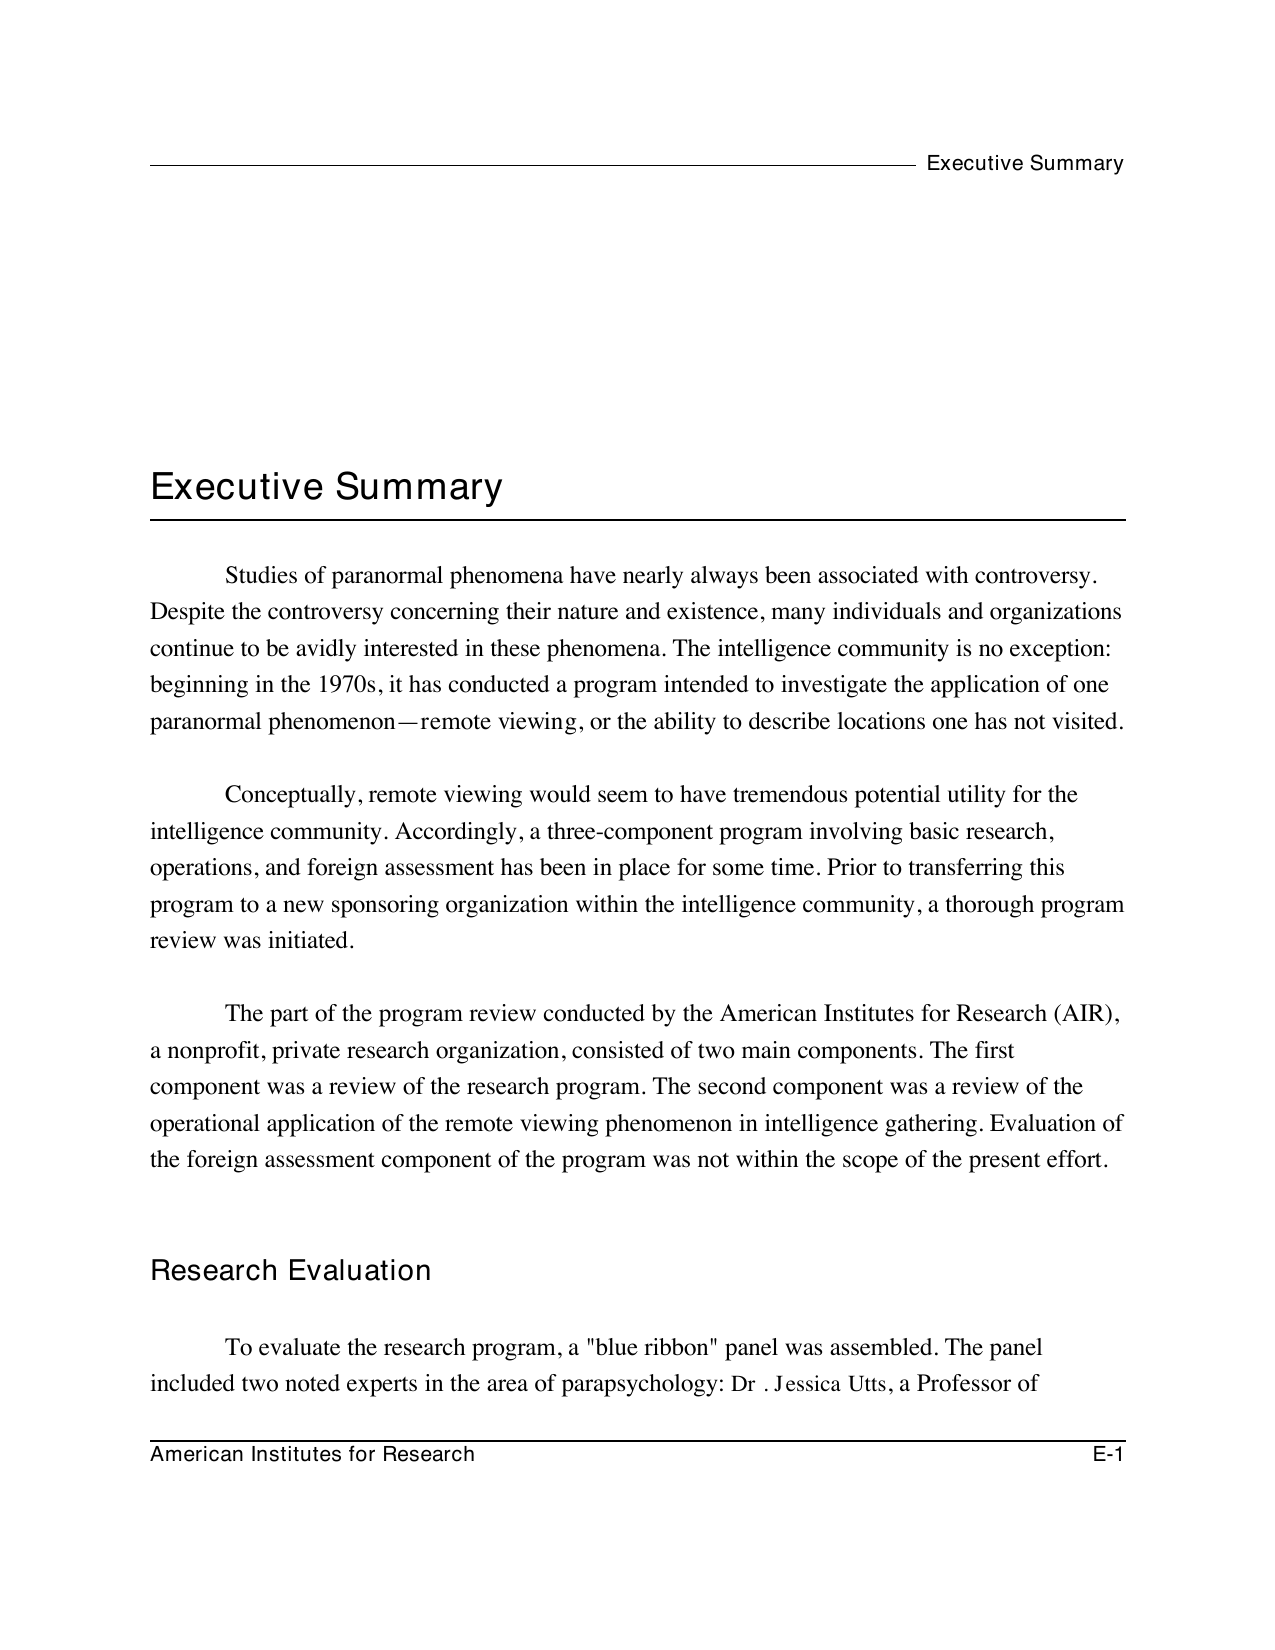 Executive Summary
Executive Summary
Studies of paranormal phenomena have nearly always been associated with controversy.
Despite the controversy concerning their nature and existence, many individuals and organizations
continue to be avidly interested in these phenomena. The intelligence community is no exception:
beginning in the 1970s, it has conducted a program intended to investigate the application of one
paranormal phenomenon—remote viewing, or the ability to describe locations one has not visited.
Conceptually, remote viewing would seem to have tremendous potential utility for the
intelligence community. Accordingly, a three-component program involving basic research,
operations, and foreign assessment has been in place for some time. Prior to transferring this
program to a new sponsoring organization within the intelligence community, a thorough program
review was initiated.
The part of the program review conducted by the American Institutes for Research (AIR),
a nonprofit, private research organization, consisted of two main components. The first
component was a review of the research program. The second component was a review of the
operational application of the remote viewing phenomenon in intelligence gathering. Evaluation of
the foreign assessment component of the program was not within the scope of the present effort.
Research Evaluation
To evaluate the research program, a "blue ribbon" panel was assembled. The panel
included two noted experts in the area of parapsychology: Dr . Jessica Utts, a Professor of
American Institutes for Research E-1